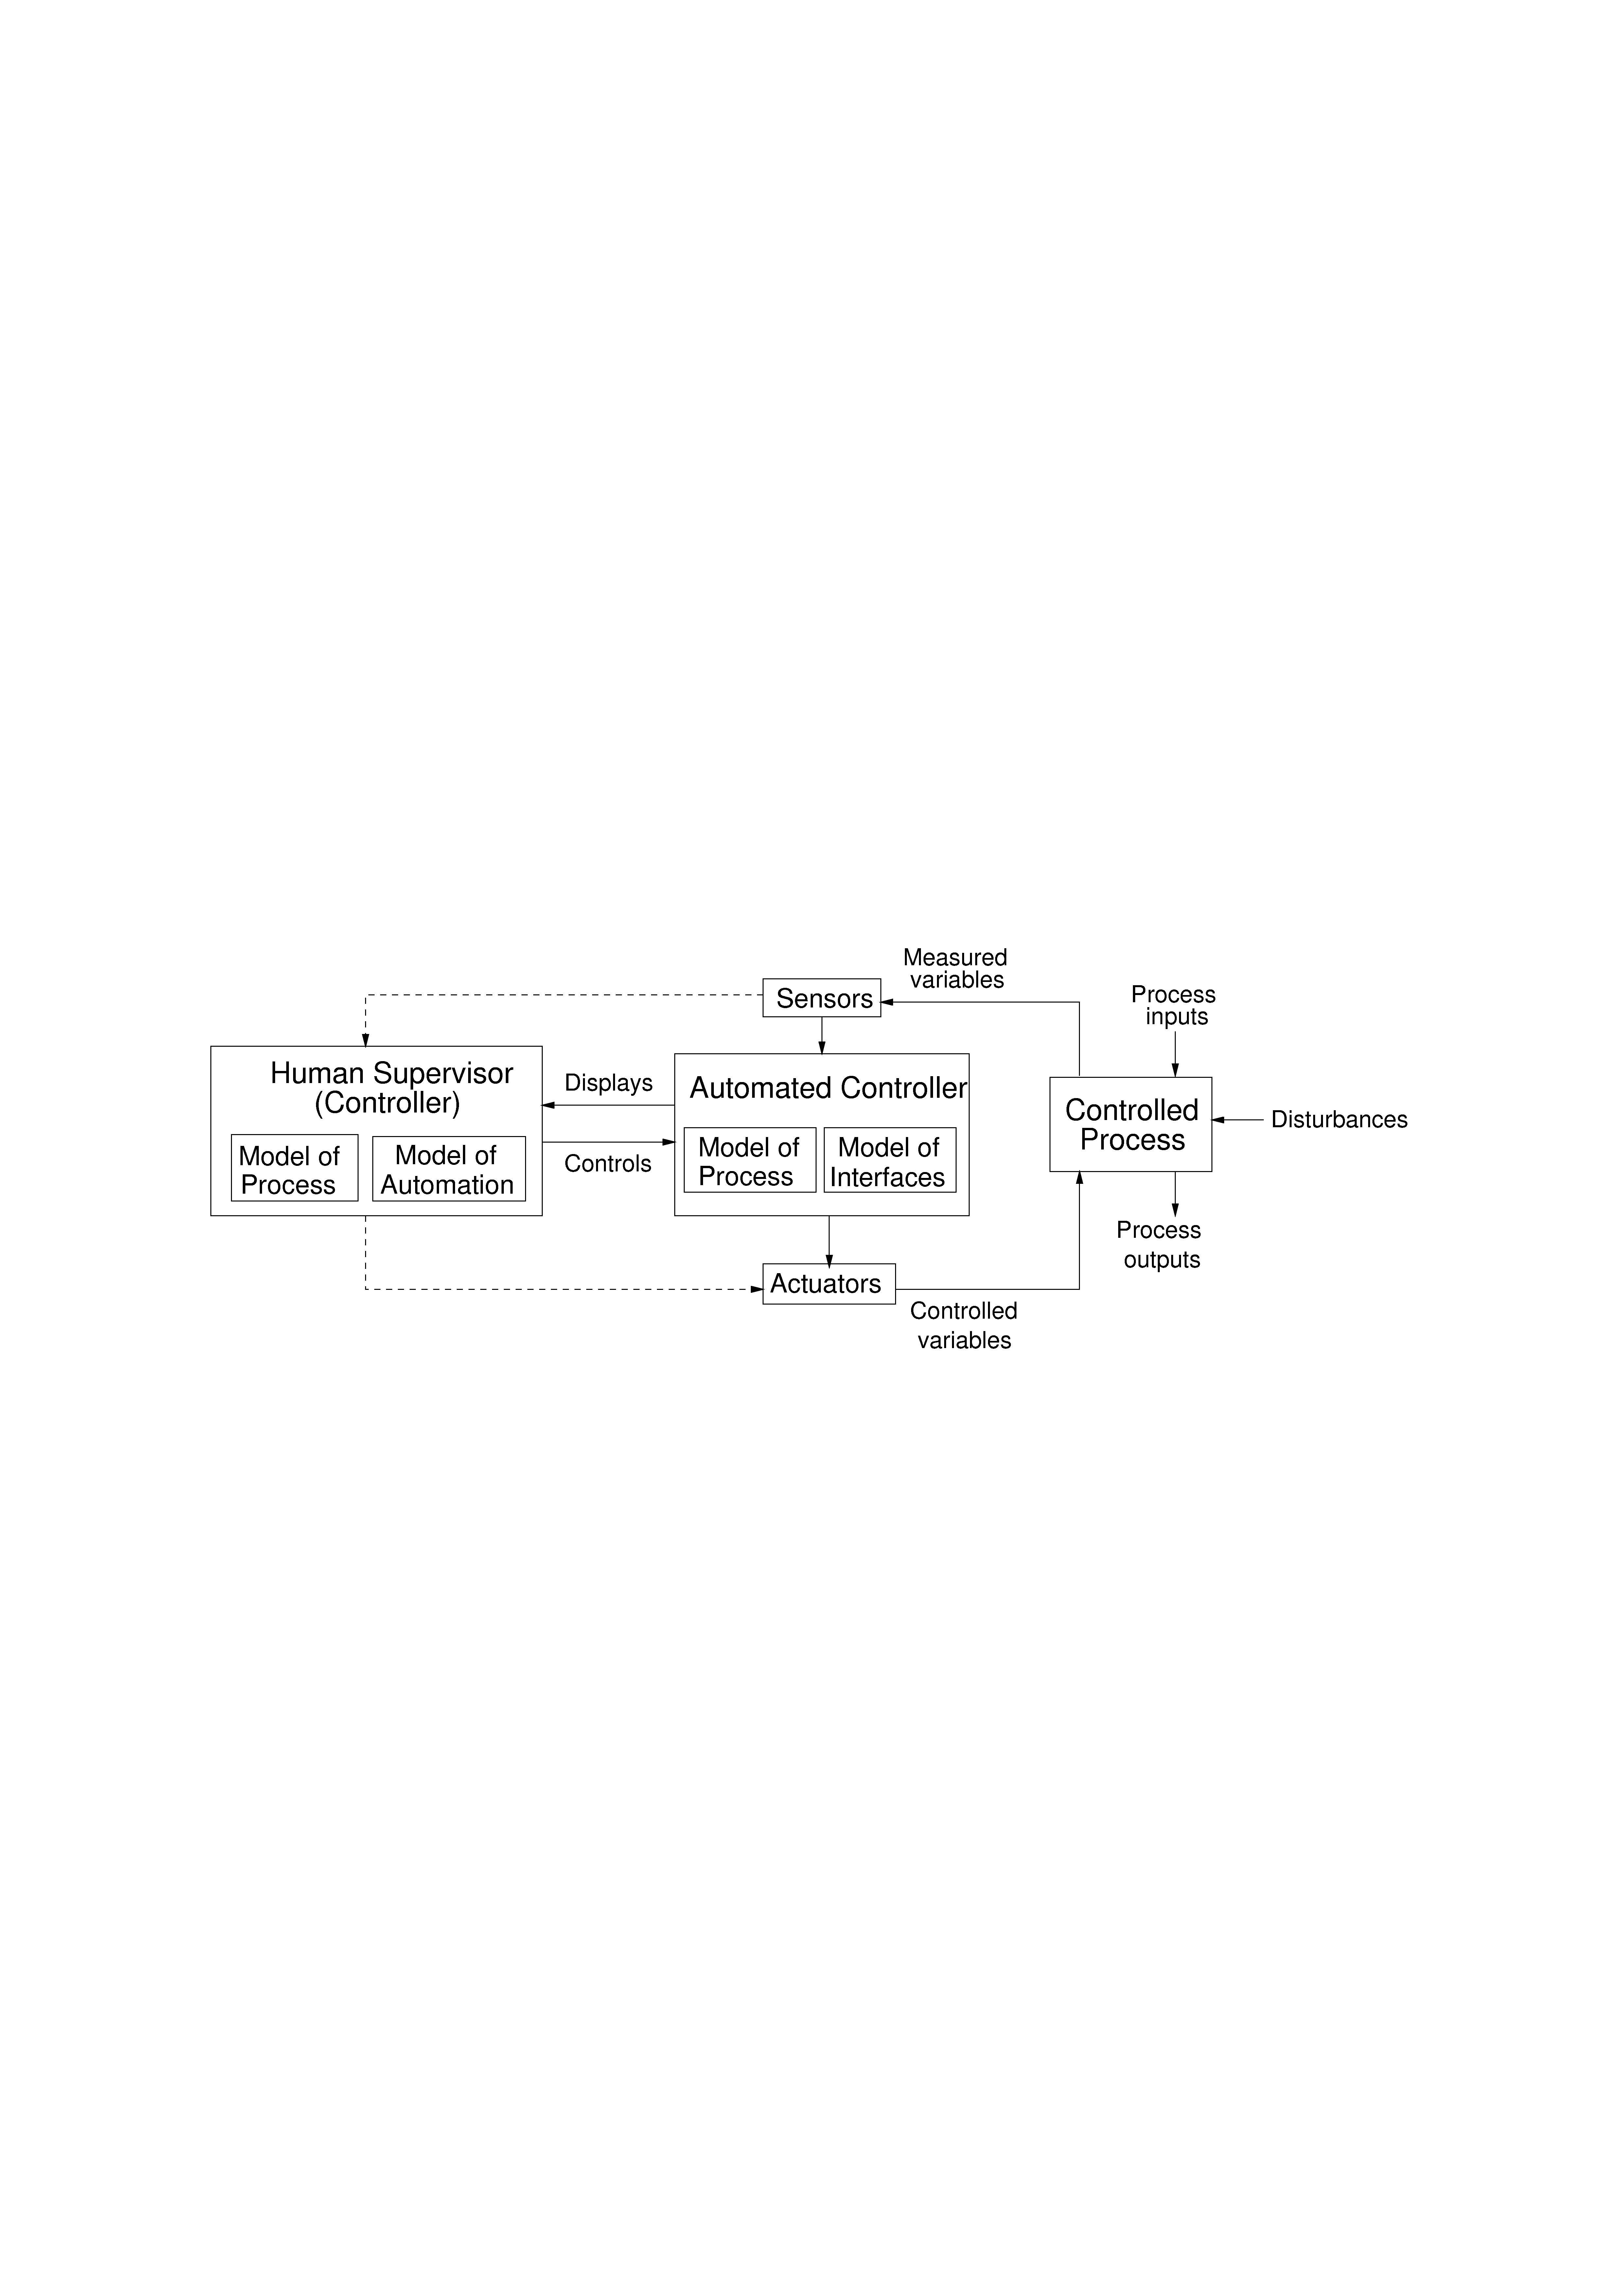 Measured
variables
Sensors
Process
inputs
Human Supervisor
(Controller)
Displays
Automated Controller
Controlled
Process
Disturbances
Model of
Process
Model of
Automation
Controls
Model of
Process
Model of
Interfaces
Process
outputs
Actuators
Controlled
variables